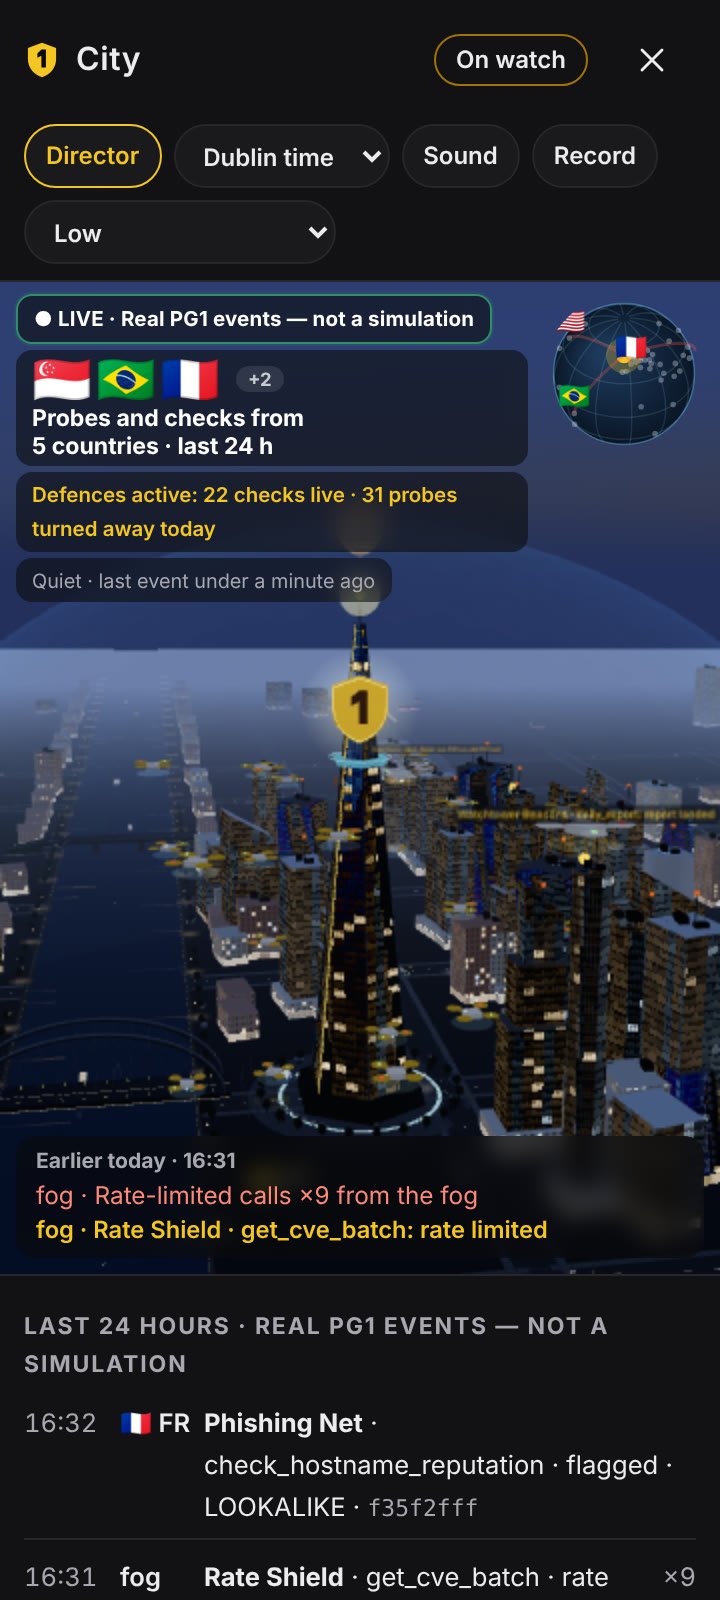 1 City
On watch
Director
Dublin time
Sound
Record
Low
LIVE · Real PG1 events — not a simulation
+2
Probes and checks from
5 countries · last 24 h
Defences active: 22 checks live · 31 probes
turned away today
Quiet · last event under a minute ago
1
Earlier today · 16:31
fog · Rate-limited calls ×9 from the fog
fog · Rate Shield · get_cve_batch: rate limited
LAST 24 HOURS · REAL PG1 EVENTS — NOT A
SIMULATION
16:32 FR Phishing Net ·
check_hostname_reputation · flagged ·
LOOKALIKE · f35f2fff
16:31 fog Rate Shield · get_cve_batch · rate ×9